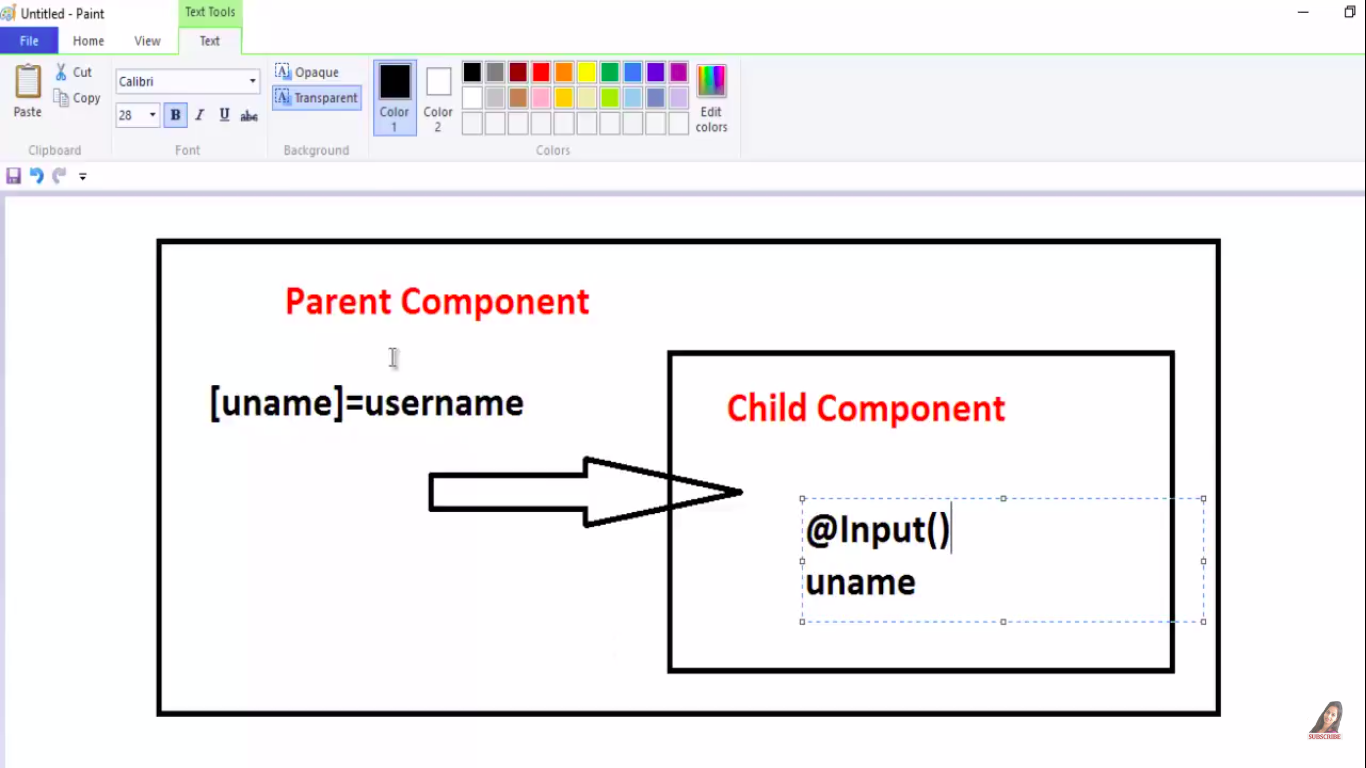 Untitled - Paint
Text Tools
File
Home
View
Text
Paste
Cut
Copy
Clipboard
Calibri
28
B
I
U
abc
Font
Opaque
Transparent
Background
Color
1
Color
2
Edit
colors
Colors
Parent Component
[uname]=username
Child Component
@Input()
uname
SUBSCRIBE